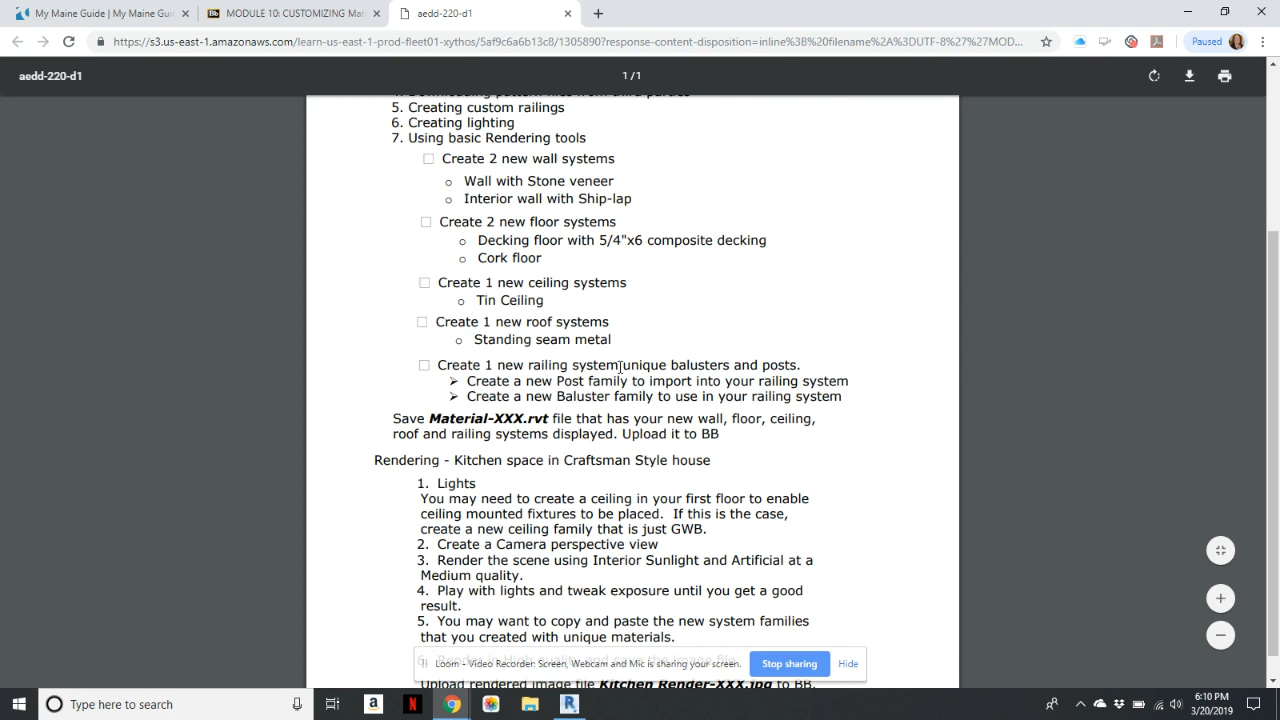 My Maine Guide | My Maine Guid
MODULE 10: CUSTOMIZING Mat
aedd-220-d1
https://s3.us-east-1.amazonaws.com/learn-us-east-1-prod-fleet01-xythos/5af9c6a6b13c8/1305890?response-content-disposition=inline%3B%20filename%2A%3DUTF-8%27%27MOD...
Paused
aedd-220-d1
1 / 1
5. Creating custom railings
6. Creating lighting
7. Using basic Rendering tools
Create 2 new wall systems
Wall with Stone veneer
Interior wall with Ship-lap
Create 2 new floor systems
Decking floor with 5/4"x6 composite decking
Cork floor
Create 1 new ceiling systems
Tin Ceiling
Create 1 new roof systems
Standing seam metal
Create 1 new railing system unique balusters and posts.
Create a new Post family to import into your railing system
Create a new Baluster family to use in your railing system
Save Material-XXX.rvt file that has your new wall, floor, ceiling,
roof and railing systems displayed. Upload it to BB
Rendering - Kitchen space in Craftsman Style house
1. Lights
You may need to create a ceiling in your first floor to enable
ceiling mounted fixtures to be placed. If this is the case,
create a new ceiling family that is just GWB.
2. Create a Camera perspective view
3. Render the scene using Interior Sunlight and Artificial at a
Medium quality.
4. Play with lights and tweak exposure until you get a good
result.
5. You may want to copy and paste the new system families
that you created with unique materials.
Loom - Video Recorder: Screen, Webcam and Mic is sharing your screen.
Stop sharing
Hide
Upload rendered image file Kitchen Render-XXX.jpg to BB.
Type here to search
6:10 PM
3/20/2019